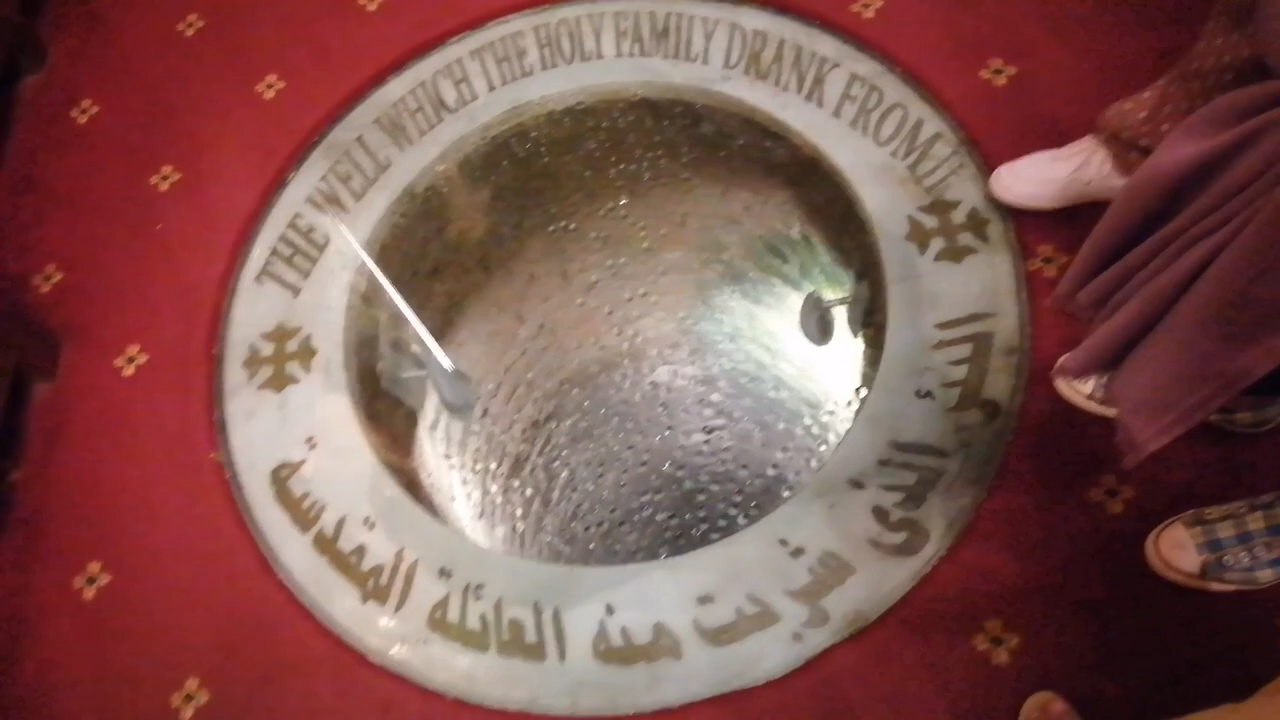 THE WELL WHICH THE HOLY FAMILY DRANK FROM IT
البئر الذى شربت منه العائلة المقدسة